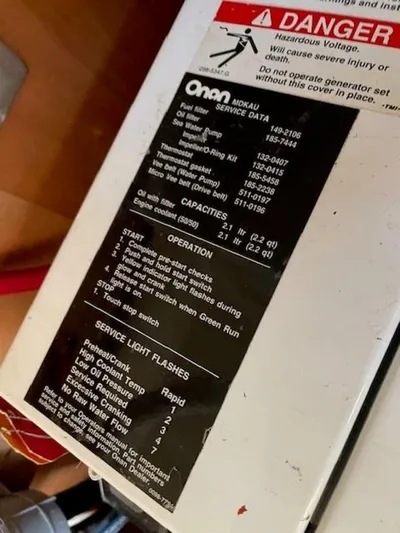 DANGER
Hazardous Voltage.
Will cause severe injury or
death.
Do not operate generator set
without this cover in place.
098-5347 G
Onan MDKAU
SERVICE DATA
Fuel filter 149-2106
Oil filter 185-7444
Sea Water Pump
Impeller 132-0407
Impeller/O-Ring Kit 132-0415
Thermostat 185-5458
Thermostat gasket 185-2238
Vee belt (Water Pump) 511-0197
Micro Vee belt (Drive belt) 511-0196
CAPACITIES
Oil with filter 2.1 ltr (2.2 qt)
Engine coolant (50/50) 2.1 ltr (2.2 qt)
OPERATION
START
1. Complete pre-start checks
2. Push and hold start switch
3. Yellow indicator light flashes during
glow and crank
4. Release start switch when Green Run
light is on.
STOP
1. Touch stop switch
SERVICE LIGHT FLASHES
Preheat/Crank Rapid
High Coolant Temp 1
Low Oil Pressure 2
Service Required 3
Excessive Cranking 4
No Raw Water Flow 7
Refer to your Operators manual for important
service and safety information. Part numbers
subject to change, see your Onan Dealer.